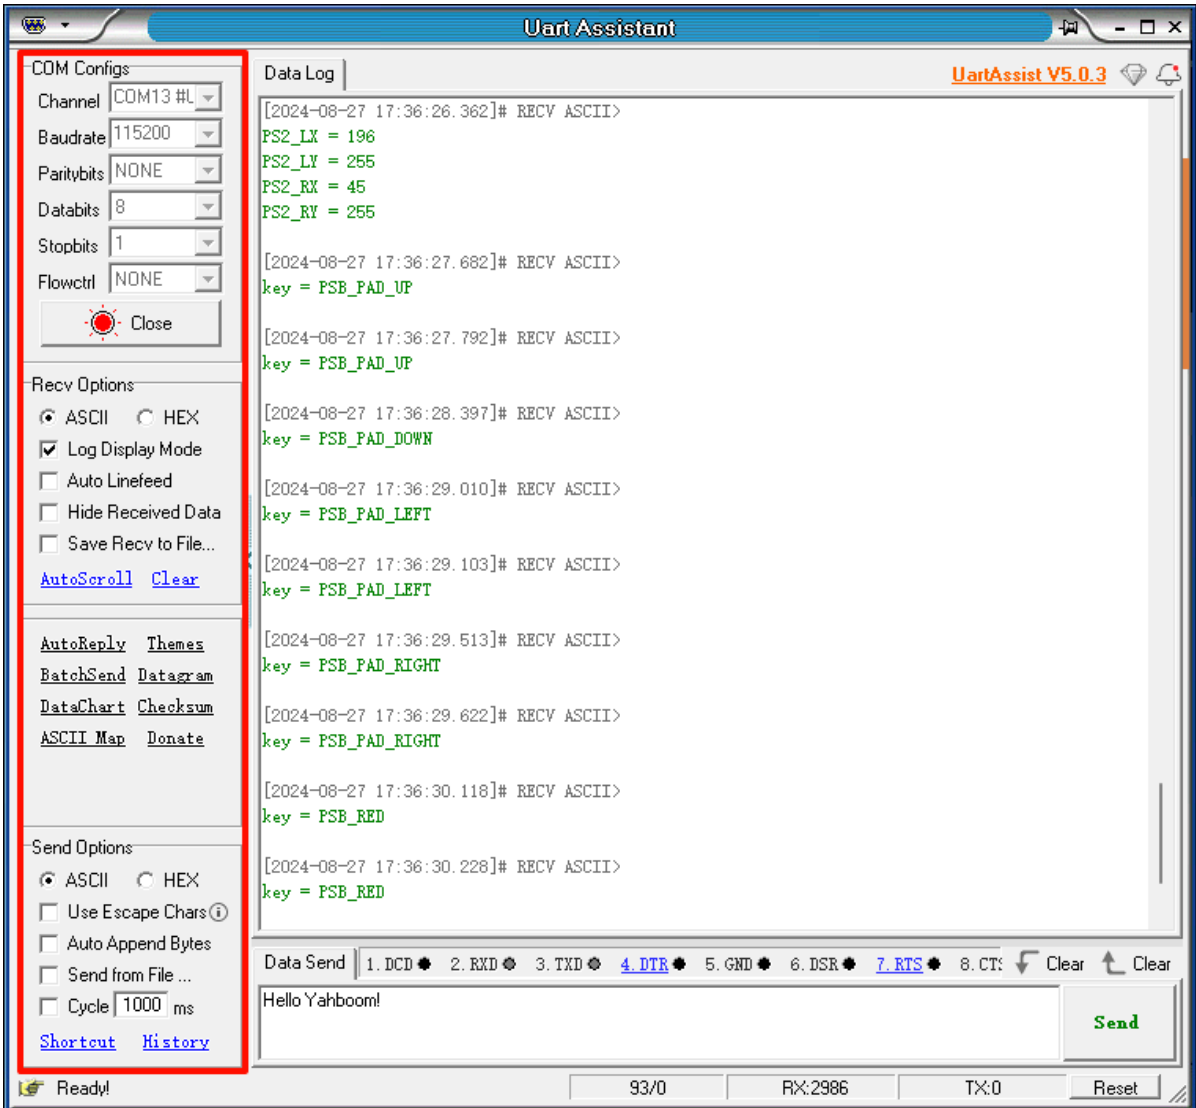 Uart Assistant
COM Configs
Channel COM13 #U
Baudrate 115200
Paritybits NONE
Databits 8
Stopbits 1
Flowctrl NONE
Close
Recv Options
ASCII HEX
Log Display Mode
Auto Linefeed
Hide Received Data
Save Recv to File...
AutoScroll Clear
AutoReply Themes
BatchSend Datagram
DataChart Checksum
ASCII Map Donate
Send Options
ASCII HEX
Use Escape Chars
Auto Append Bytes
Send from File ...
Cycle 1000 ms
Shortcut History
Data Log UartAssist V5.0.3
[2024-08-27 17:36:26.362]# RECV ASCII>
PS2_LX = 196
PS2_LY = 255
PS2_RX = 45
PS2_RY = 255
[2024-08-27 17:36:27.682]# RECV ASCII>
key = PSB_PAD_UP
[2024-08-27 17:36:27.792]# RECV ASCII>
key = PSB_PAD_UP
[2024-08-27 17:36:28.397]# RECV ASCII>
key = PSB_PAD_DOWN
[2024-08-27 17:36:29.010]# RECV ASCII>
key = PSB_PAD_LEFT
[2024-08-27 17:36:29.103]# RECV ASCII>
key = PSB_PAD_LEFT
[2024-08-27 17:36:29.513]# RECV ASCII>
key = PSB_PAD_RIGHT
[2024-08-27 17:36:29.622]# RECV ASCII>
key = PSB_PAD_RIGHT
[2024-08-27 17:36:30.118]# RECV ASCII>
key = PSB_RED
[2024-08-27 17:36:30.228]# RECV ASCII>
key = PSB_RED
Data Send 1. DCD 2. RXD 3. TXD 4. DTR 5. GND 6. DSR 7. RTS 8. CTS Clear Clear
Hello Yahboom!
Send
Ready! 93/0 RX:2986 TX:0 Reset